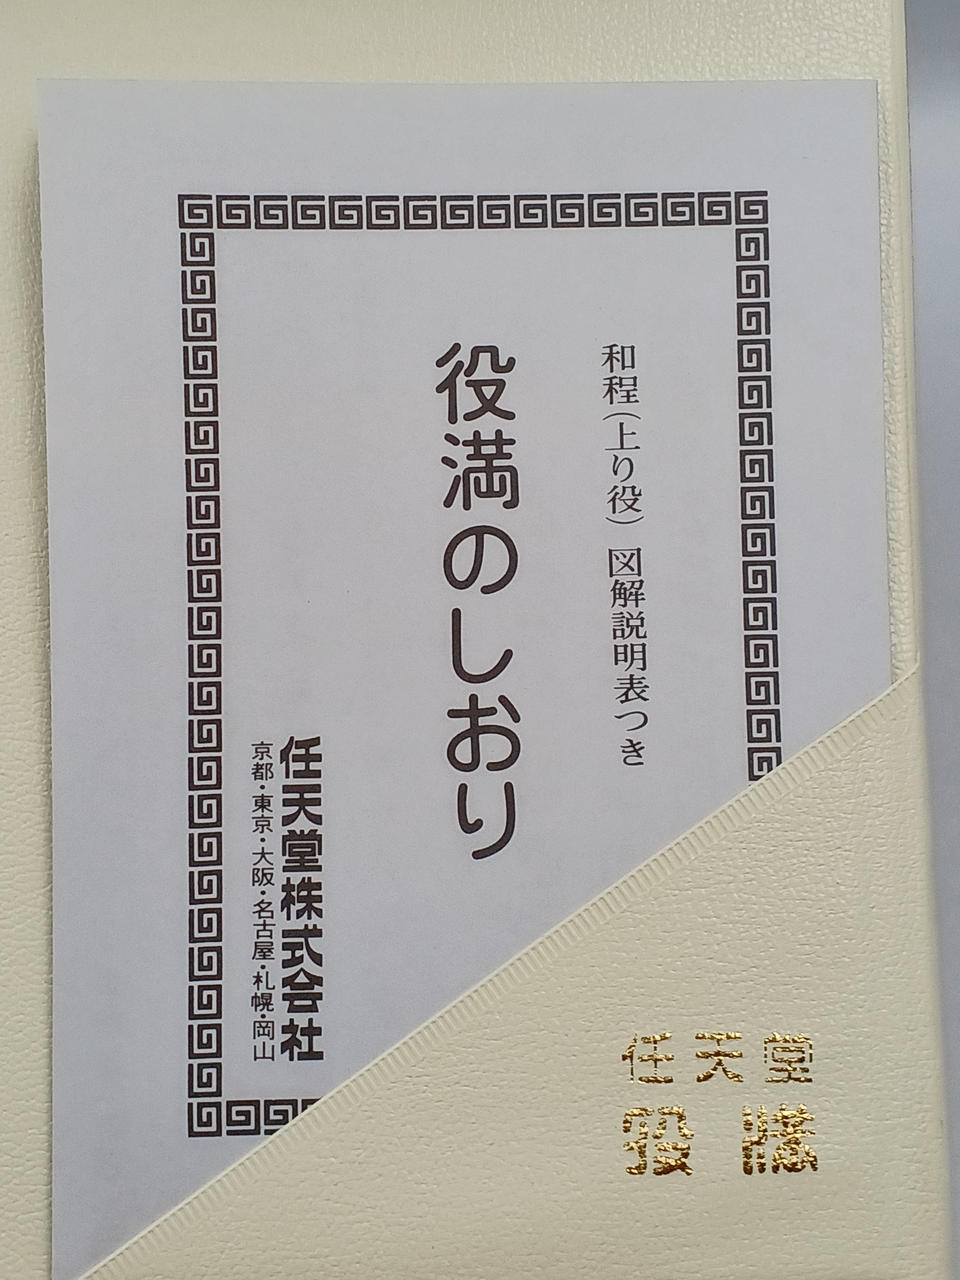 和程(上り役) 図解説明表つき
役満のしおり
任天堂株式会社
京都・東京・大阪・名古屋・札幌・岡山
任天堂
役満